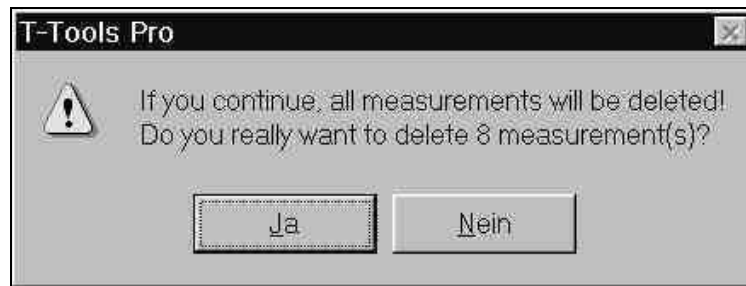 T-Tools Pro
If you continue, all measurements will be deleted!
Do you really want to delete 8 measurement(s)?
Ja
Nein